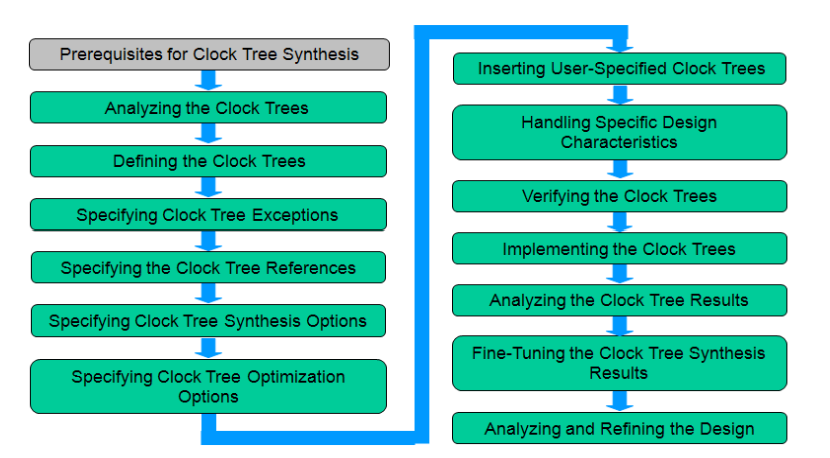 Prerequisites for Clock Tree Synthesis
Analyzing the Clock Trees
Defining the Clock Trees
Specifying Clock Tree Exceptions
Specifying the Clock Tree References
Specifying Clock Tree Synthesis Options
Specifying Clock Tree Optimization
Options
Inserting User-Specified Clock Trees
Handling Specific Design
Characteristics
Verifying the Clock Trees
Implementing the Clock Trees
Analyzing the Clock Tree Results
Fine-Tuning the Clock Tree Synthesis
Results
Analyzing and Refining the Design